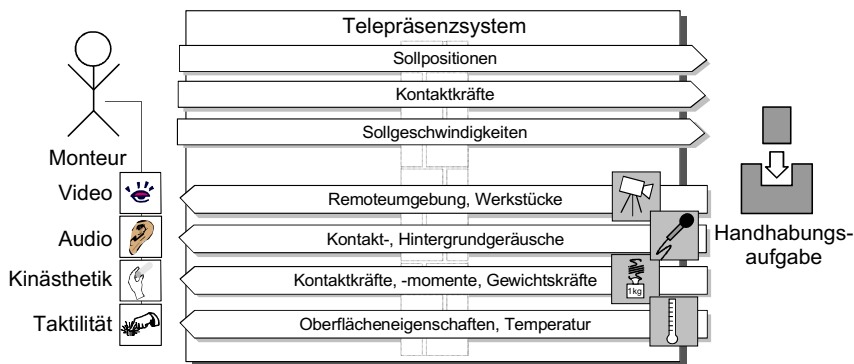 Telepräsenzsystem
Sollpositionen
Kontaktkräfte
Sollgeschwindigkeiten
Monteur
Video
Remoteumgebung, Werkstücke
Audio
Kontakt-, Hintergrundgeräusche
Handhabungs-
aufgabe
Kinästhetik
Kontaktkräfte, -momente, Gewichtskräfte
1kg
Taktilität
Oberflächeneigenschaften, Temperatur